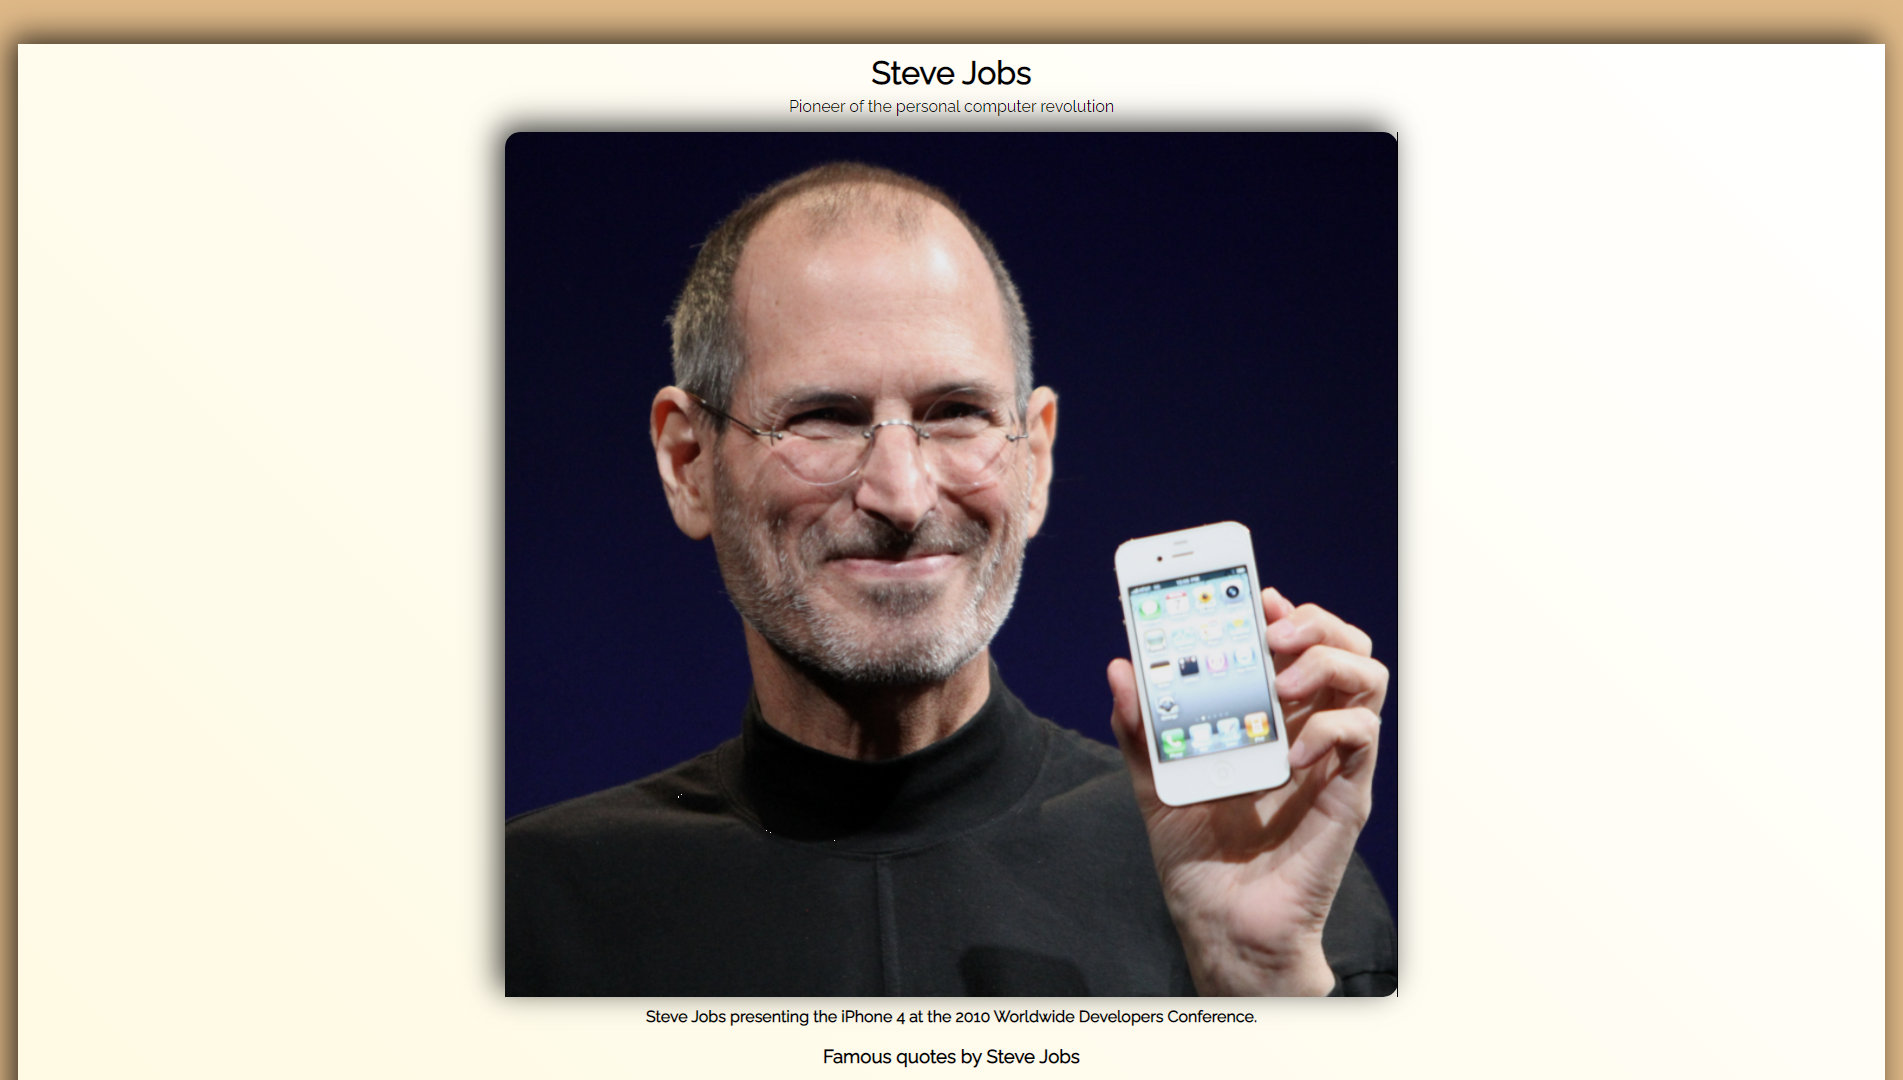 Steve Jobs
Pioneer of the personal computer revolution
Steve Jobs presenting the iPhone 4 at the 2010 Worldwide Developers Conference.
Famous quotes by Steve Jobs